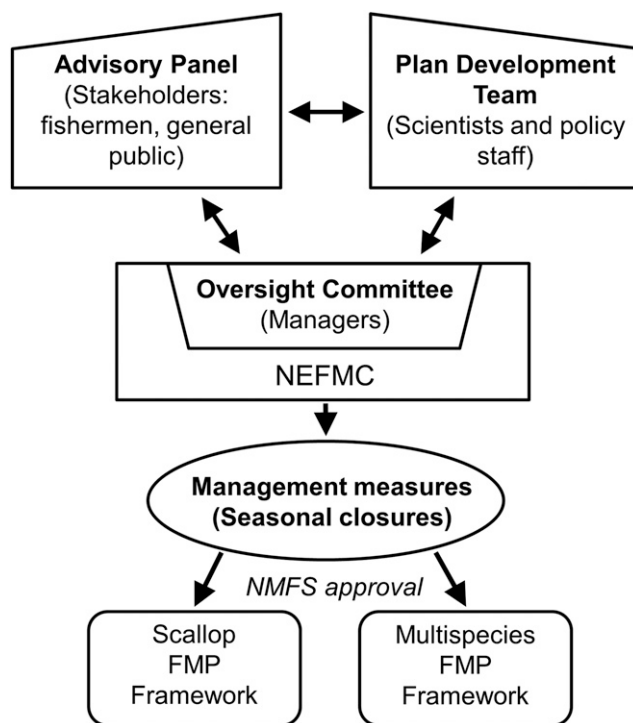 Advisory Panel
(Stakeholders:
fishermen, general
public)
Plan Development
Team
(Scientists and policy
staff)
Oversight Committee
(Managers)
NEFMC
Management measures
(Seasonal closures)
NMFS approval
Scallop
FMP
Framework
Multispecies
FMP
Framework